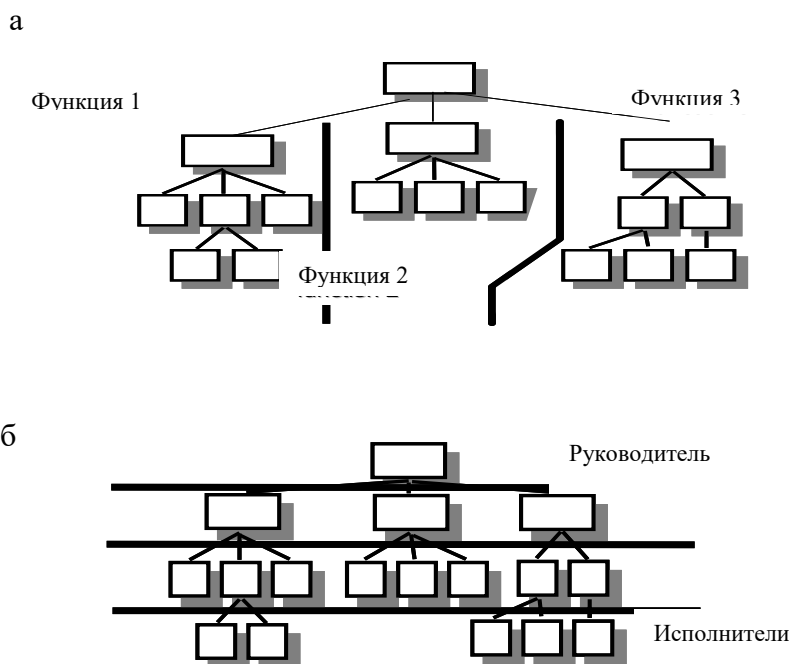 а
Функция 1
Функция 3
Функция 2
б
Руководитель
Исполнители